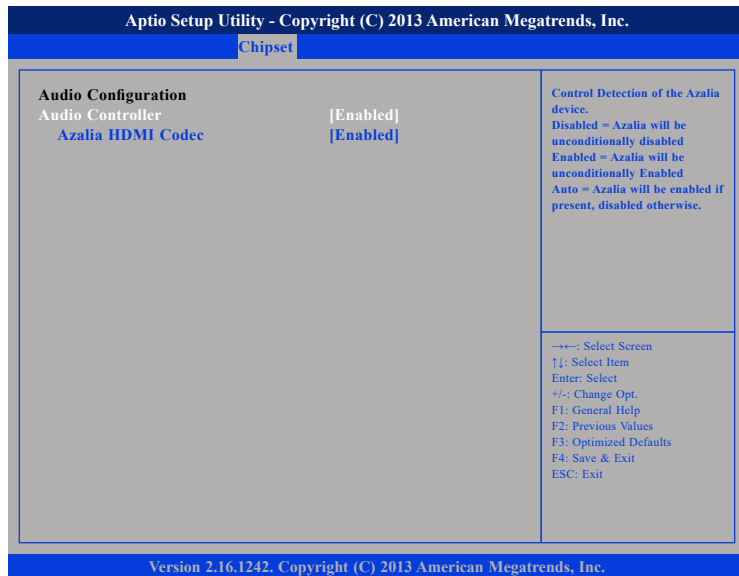 Aptio Setup Utility - Copyright (C) 2013 American Megatrends, Inc.
Chipset
Audio Configuration
Audio Controller [Enabled]
Azalia HDMI Codec [Enabled]
Control Detection of the Azalia
device.
Disabled = Azalia will be
unconditionally disabled
Enabled = Azalia will be
unconditionally Enabled
Auto = Azalia will be enabled if
present, disabled otherwise.
→←: Select Screen
↑↓: Select Item
Enter: Select
+/-: Change Opt.
F1: General Help
F2: Previous Values
F3: Optimized Defaults
F4: Save & Exit
ESC: Exit
Version 2.16.1242. Copyright (C) 2013 American Megatrends, Inc.